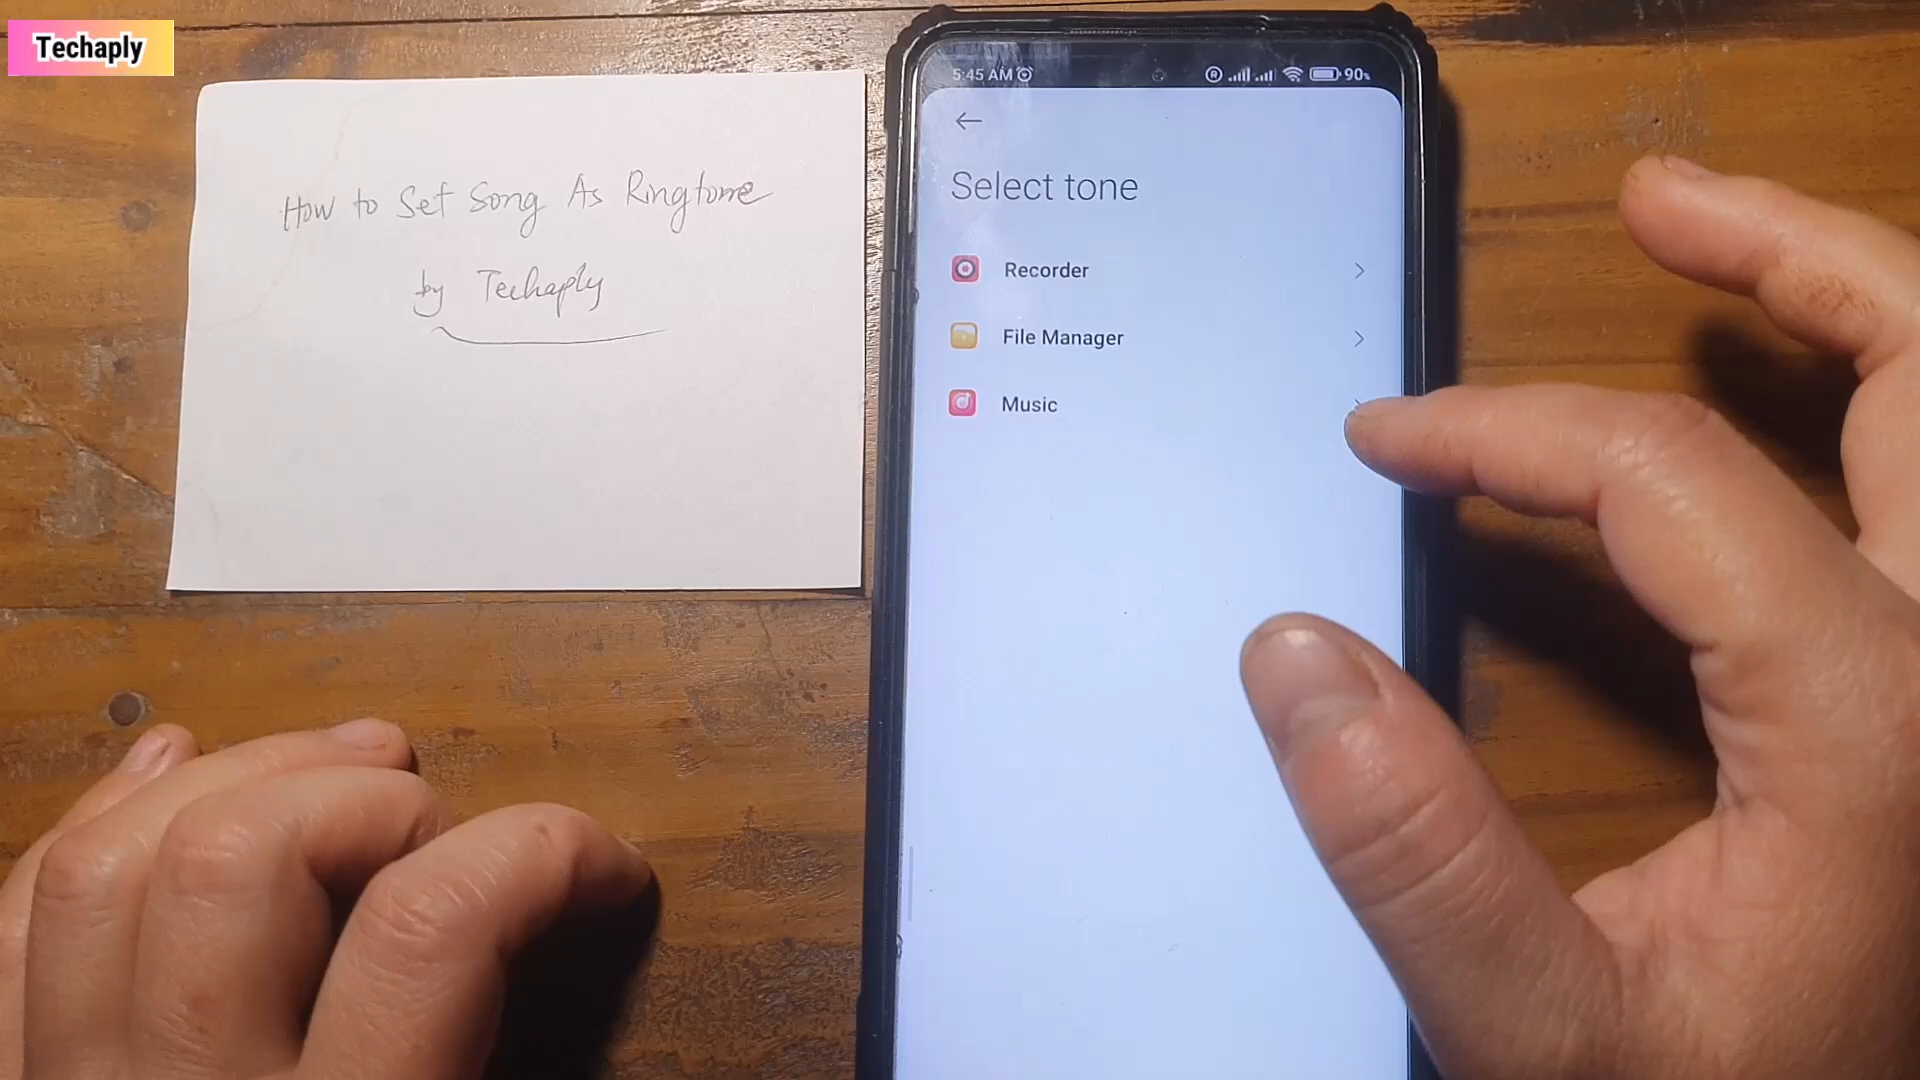 Techaply
How to Set Song As Ringtone
by Techaply
5:45 AM
90%
Select tone
Recorder
File Manager
Music